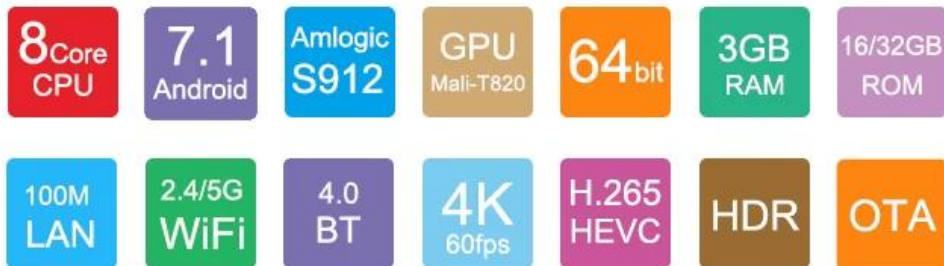 8Core
CPU
7.1
Android
Amlogic
S912
GPU
Mali-T820
64bit
3GB
RAM
16/32GB
ROM
100M
LAN
2.4/5G
WiFi
4.0
BT
4K
60fps
H.265
HEVC
HDR
OTA